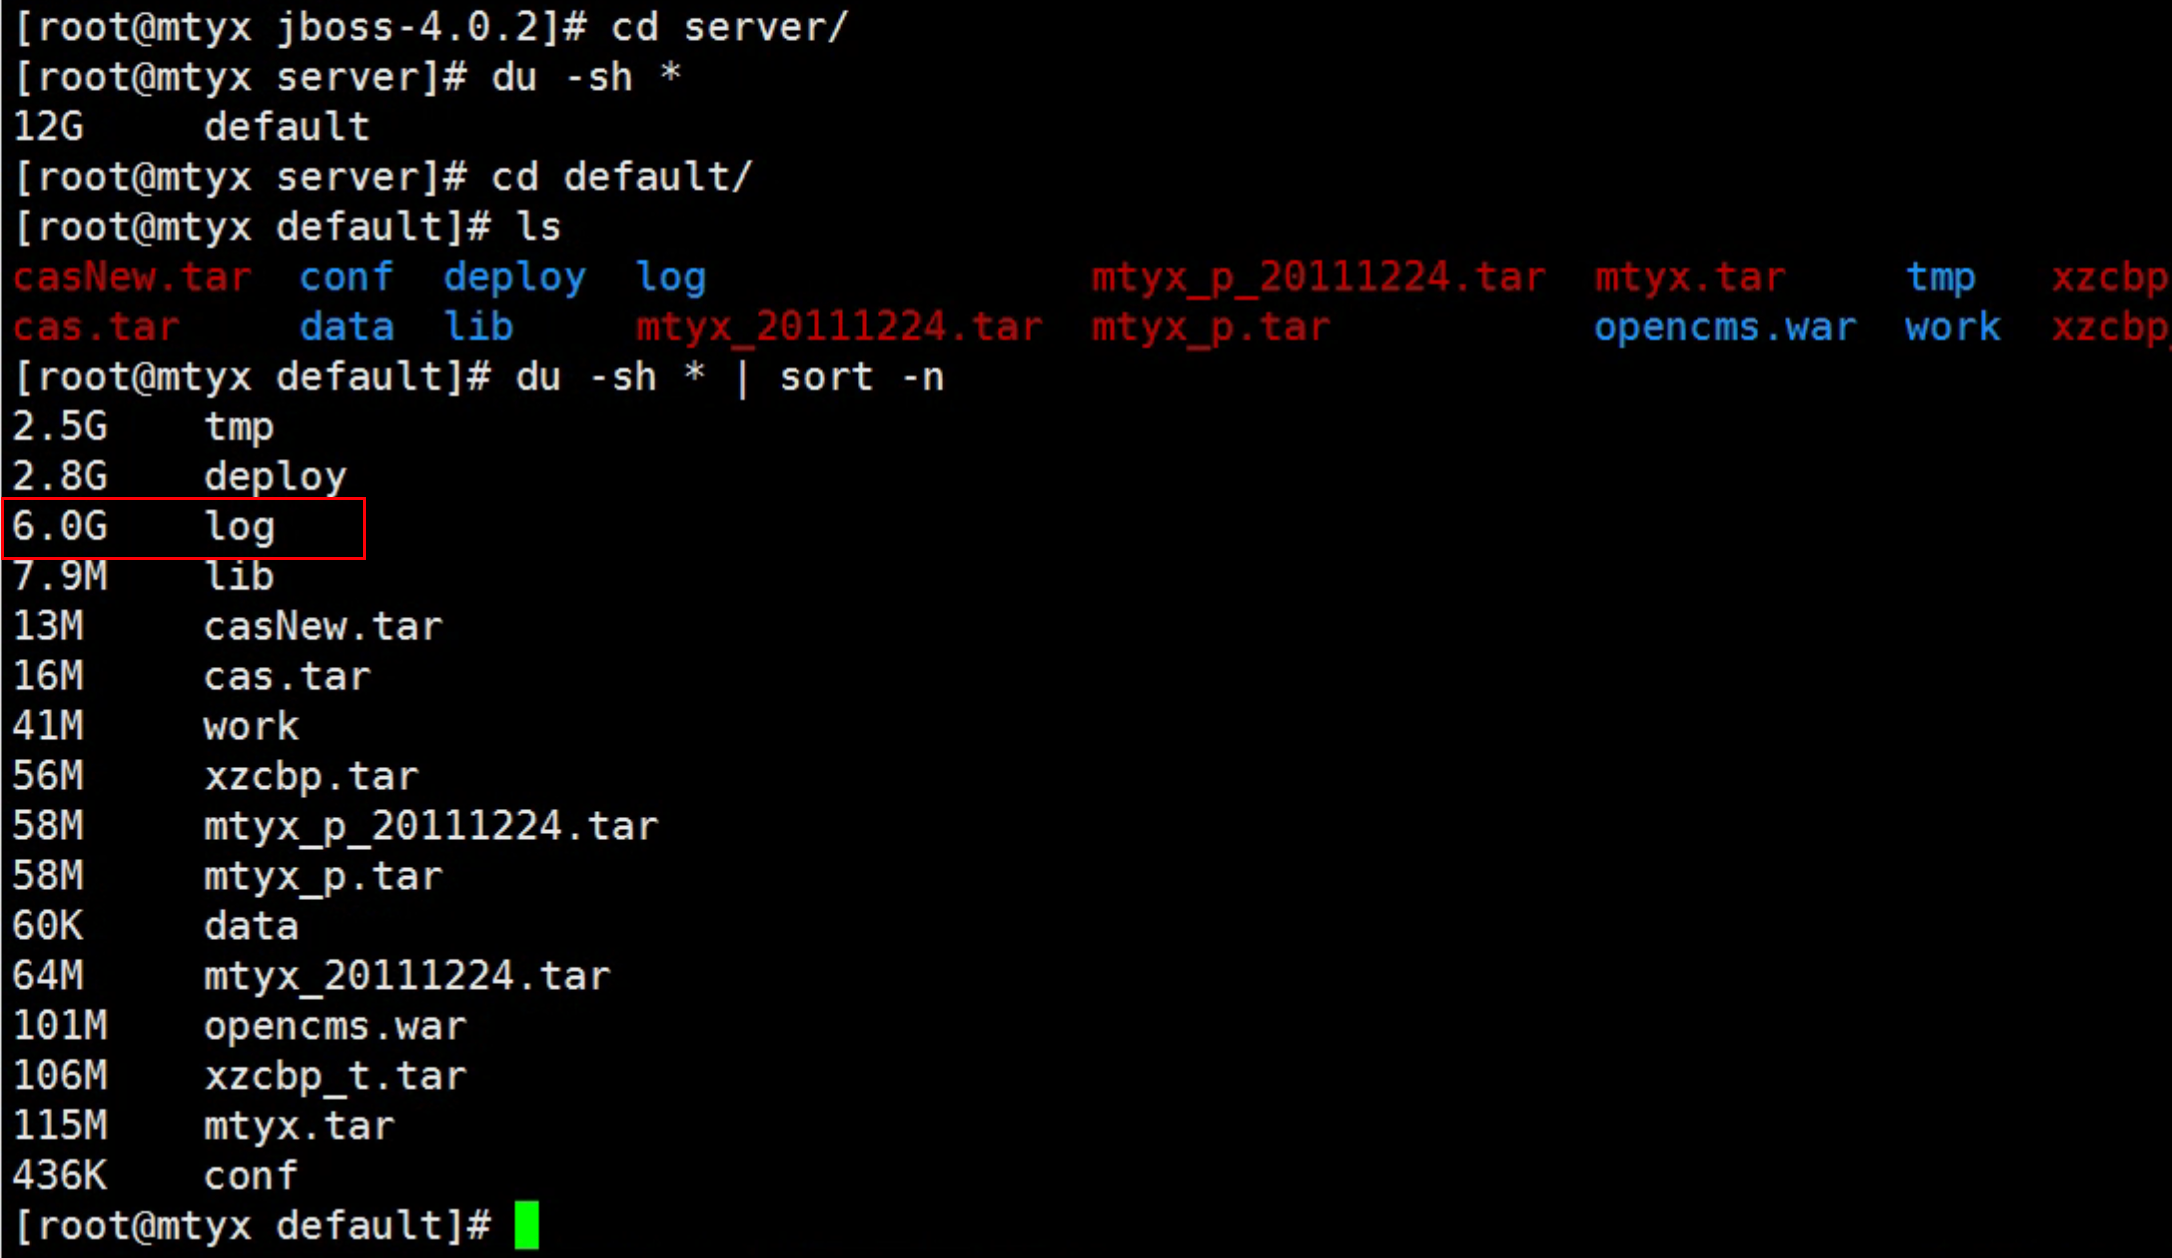 [root@mtyx jboss-4.0.2]# cd server/
[root@mtyx server]# du -sh *
12G     default
[root@mtyx server]# cd default/
[root@mtyx default]# ls
casNew.tar  conf  deploy  log                mtyx_p_20111224.tar  mtyx.tar     tmp   xzcbp
cas.tar     data  lib     mtyx_20111224.tar  mtyx_p.tar           opencms.war  work  xzcbp_
[root@mtyx default]# du -sh * | sort -n
2.5G    tmp
2.8G    deploy
6.0G    log
7.9M    lib
13M     casNew.tar
16M     cas.tar
41M     work
56M     xzcbp.tar
58M     mtyx_p_20111224.tar
58M     mtyx_p.tar
60K     data
64M     mtyx_20111224.tar
101M    opencms.war
106M    xzcbp_t.tar
115M    mtyx.tar
436K    conf
[root@mtyx default]#